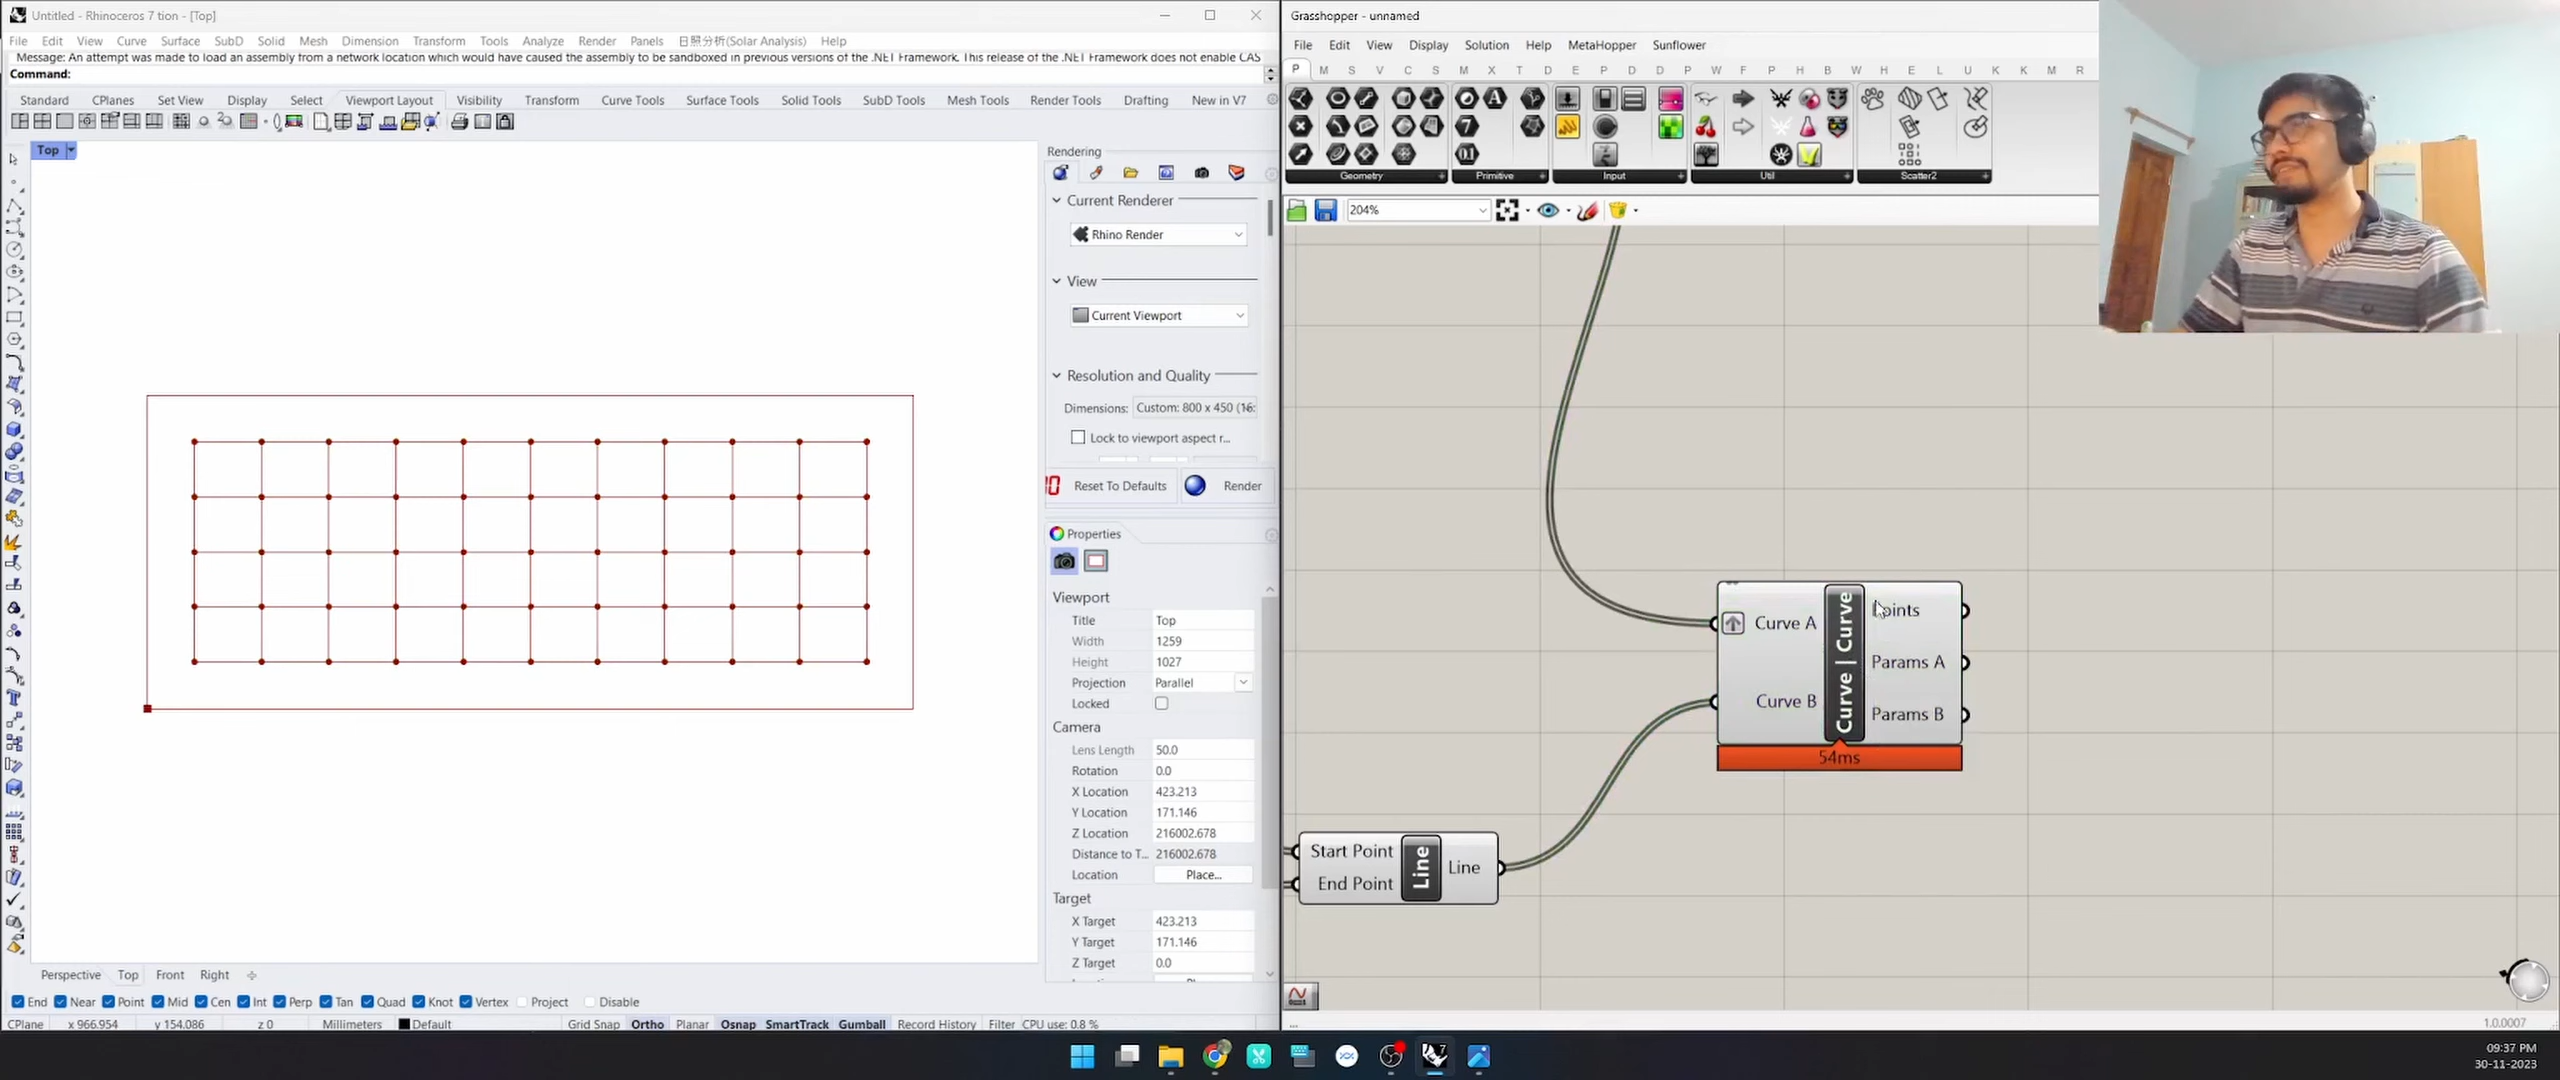 Untitled - Rhinoceros 7 tion - [Top]
File Edit View Curve Surface SubD Solid Mesh Dimension Transform Tools Analyze Render Panels 日照分析(Solar Analysis) Help
Message: An attempt was made to load an assembly from a network location which would have caused the assembly to be sandboxed in previous versions of the .NET Framework. This release of the .NET Framework does not enable CAS
Command:
Standard CPlanes Set View Display Select Viewport Layout Visibility Transform Curve Tools Surface Tools Solid Tools SubD Tools Mesh Tools Render Tools Drafting New in V7
Top
Rendering
Current Renderer
Rhino Render
View
Current Viewport
Resolution and Quality
Dimensions: Custom: 800 x 450 (16:
Lock to viewport aspect r...
Reset To Defaults Render
Properties
Viewport
Title Top
Width 1259
Height 1027
Projection Parallel
Locked
Camera
Lens Length 50.0
Rotation 0.0
X Location 423.213
Y Location 171.146
Z Location 216002.678
Distance to T... 216002.678
Location Place...
Target
X Target 423.213
Y Target 171.146
Z Target 0.0
Perspective Top Front Right
End Near Point Mid Cen Int Perp Tan Quad Knot Vertex Project Disable
CPlane x 966.954 y 154.086 z 0 Millimeters Default Grid Snap Ortho Planar Osnap SmartTrack Gumball Record History Filter CPU use: 0.8 %
Grasshopper - unnamed
File Edit View Display Solution Help MetaHopper Sunflower
P M S V C S M X T D E P D D P W F T H B W H E L U K K M R
Geometry Primitive Input Util Scatter2
204%
Curve A
Curve B
Curve | Curve
Points
Params A
Params B
54ms
Start Point
End Point
Line
Line
...
1.0.0007
09:37 PM
30-11-2023